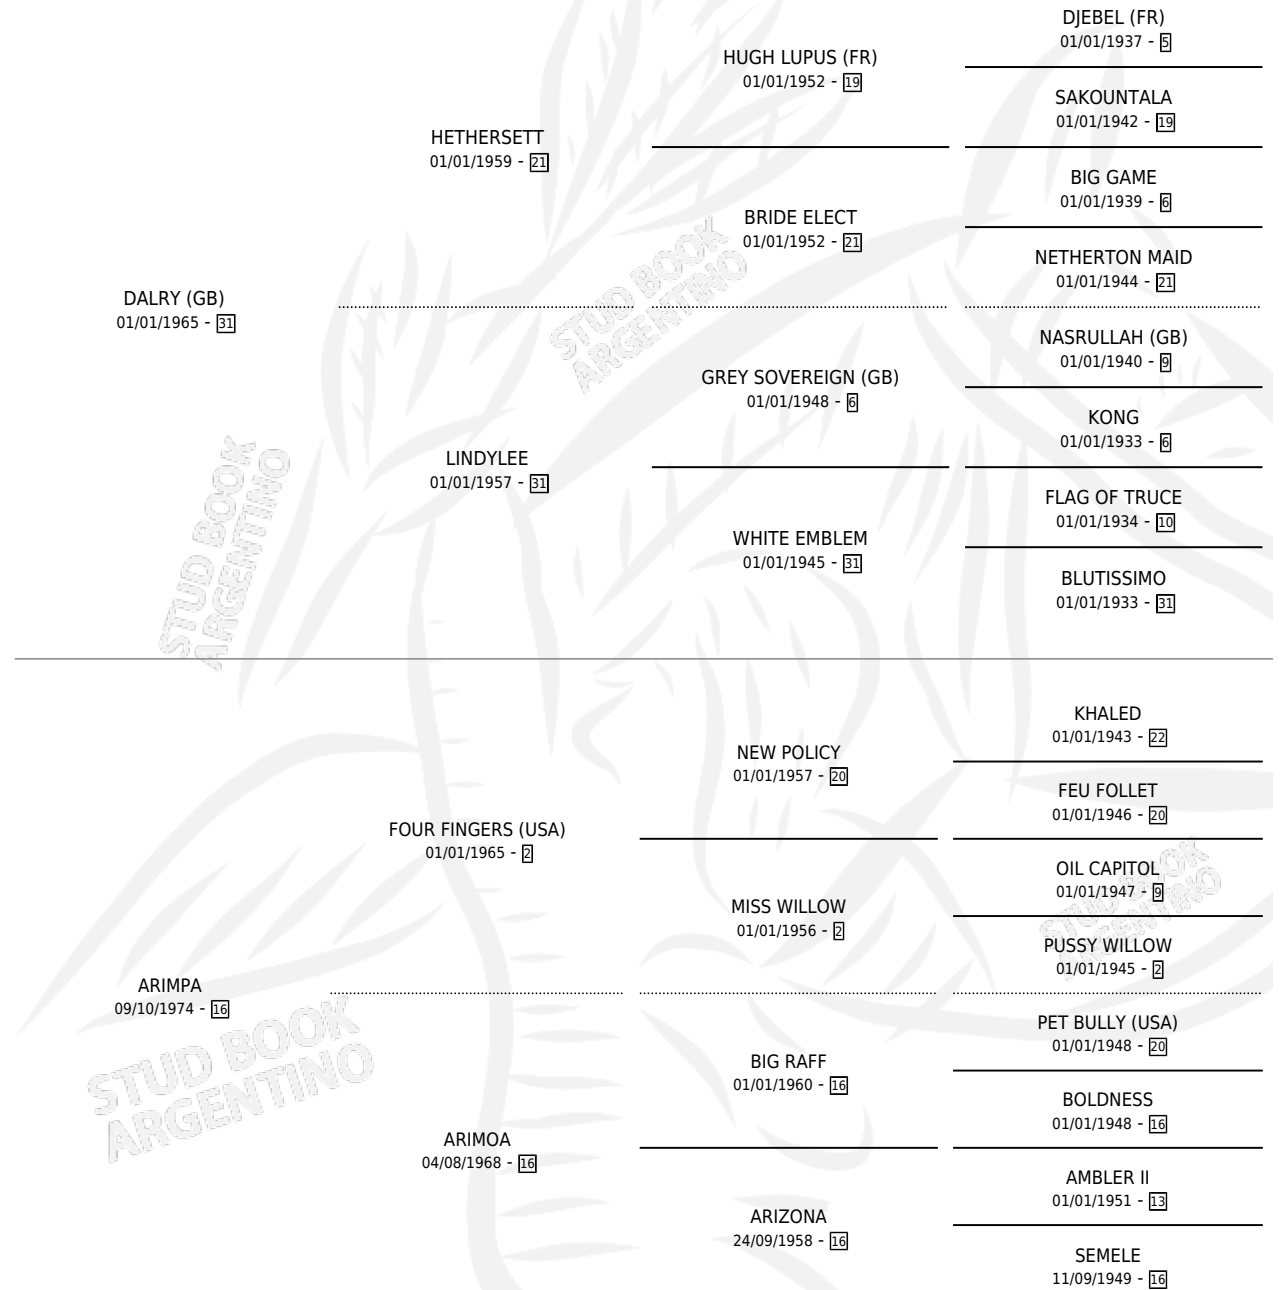 DJEBEL (FR)
01/01/1937 - 5
HUGH LUPUS (FR)
01/01/1952 - 19
SAKOUNTALA
01/01/1942 - 19
HETHERSETT
01/01/1959 - 21
BIG GAME
01/01/1939 - 6
BRIDE ELECT
01/01/1952 - 21
NETHERTON MAID
01/01/1944 - 21
DALRY (GB)
01/01/1965 - 31
NASRULLAH (GB)
01/01/1940 - 9
GREY SOVEREIGN (GB)
01/01/1948 - 6
KONG
01/01/1933 - 6
LINDYLEE
01/01/1957 - 31
FLAG OF TRUCE
01/01/1934 - 10
WHITE EMBLEM
01/01/1945 - 31
BLUTISSIMO
01/01/1933 - 31
KHALED
01/01/1943 - 22
NEW POLICY
01/01/1957 - 20
FEU FOLLET
01/01/1946 - 20
FOUR FINGERS (USA)
01/01/1965 - 2
OIL CAPITOL
01/01/1947 - 9
MISS WILLOW
01/01/1956 - 2
PUSSY WILLOW
01/01/1945 - 2
ARIMPA
09/10/1974 - 16
PET BULLY (USA)
01/01/1948 - 20
BIG RAFF
01/01/1960 - 16
BOLDNESS
01/01/1948 - 16
ARIMOA
04/08/1968 - 16
AMBLER II
01/01/1951 - 13
ARIZONA
24/09/1958 - 16
SEMELE
11/09/1949 - 16
STUD BOOK
ARGENTINO
STUD BOOK
ARGENTINO
STUD BOOK
ARGENTINO
STUD BOOK
ARGENTINO